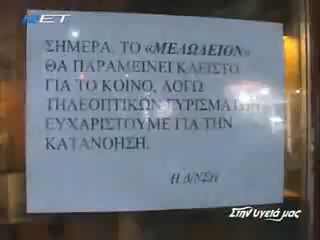 NET
ΣΗΜΕΡΑ, ΤΟ «ΜΕΛΩΔΕΙΟΝ»
ΘΑ ΠΑΡΑΜΕΙΝΕΙ ΚΛΕΙΣΤΟ
ΓΙΑ ΤΟ ΚΟΙΝΟ, ΛΟΓΩ
ΤΗΛΕΟΠΤΙΚΩΝ ΓΥΡΙΣΜΑΤΩΝ
ΕΥΧΑΡΙΣΤΟΥΜΕ ΓΙΑ ΤΗΝ
ΚΑΤΑΝΟΗΣΗ.
Η Δ/ΝΣΗ
Στην υγειά μας